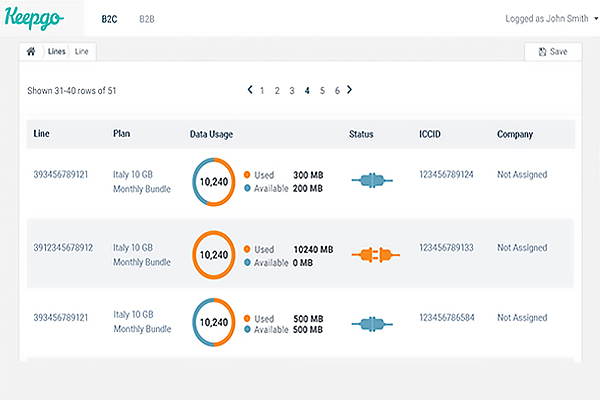 Keepgo
B2C B2B
Logged as John Smith
Lines Line
Save
Shown 31-40 rows of 51
1 2 3 4 5 6
Line Plan Data Usage Status ICCID Company
393456789121 Italy 10 GB Monthly Bundle 10,240 Used 300 MB Available 200 MB 123456789124 Not Assigned
3912345678912 Italy 10 GB Monthly Bundle 10,240 Used 10240 MB Available 0 MB 123456789133 Not Assigned
393456789121 Italy 10 GB Monthly Bundle 10,240 Used 500 MB Available 500 MB 123456786584 Not Assigned